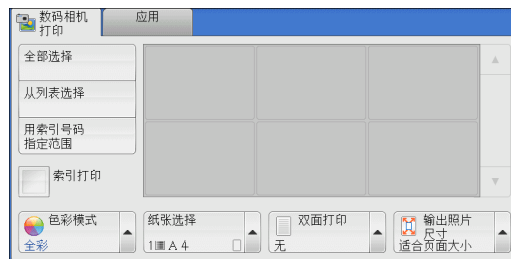 数码相机
打印
应用
全部选择
从列表选择
用索引号码
指定范围
索引打印
色彩模式
全彩
纸张选择
1 A 4
双面打印
无
输出照片
尺寸
适合页面大小